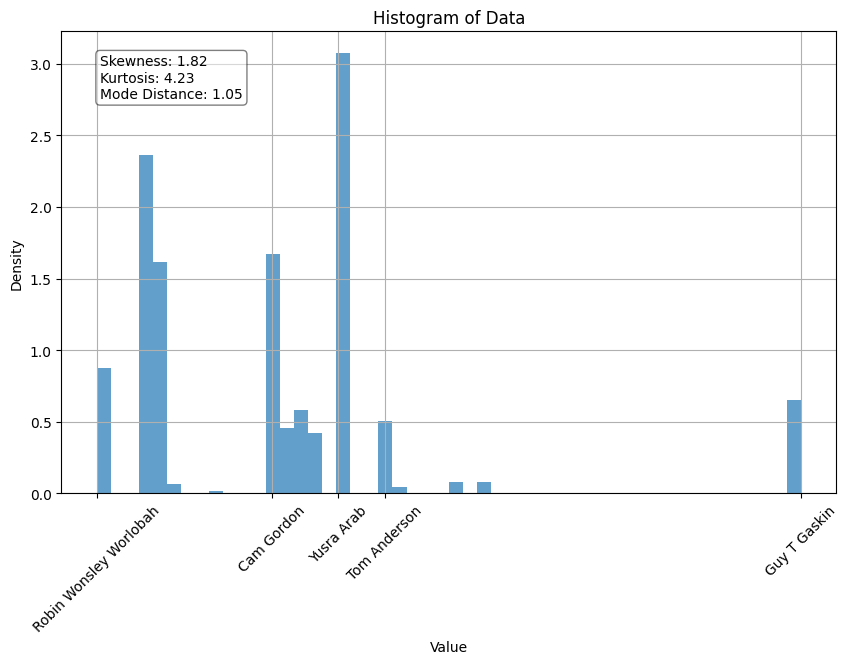 Histogram of Data
Skewness: 1.82
Kurtosis: 4.23
Mode Distance: 1.05
3.0
2.5
2.0
1.5
1.0
0.5
0.0
Density
Robin Wonsley Worlobah
Cam Gordon
Yusra Arab
Tom Anderson
Guy T Gaskin
Value